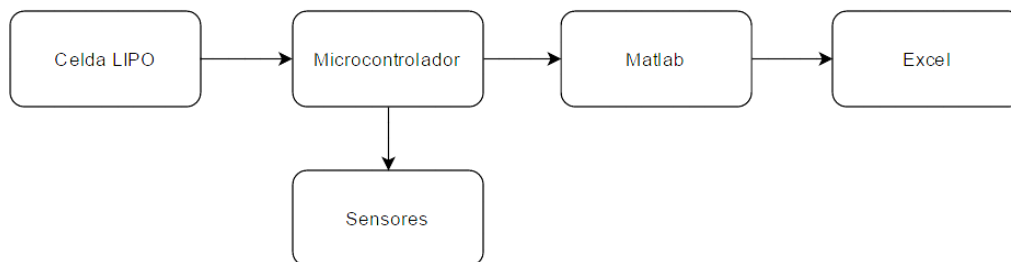 Celda LIPO
Microcontrolador
Matlab
Excel
Sensores